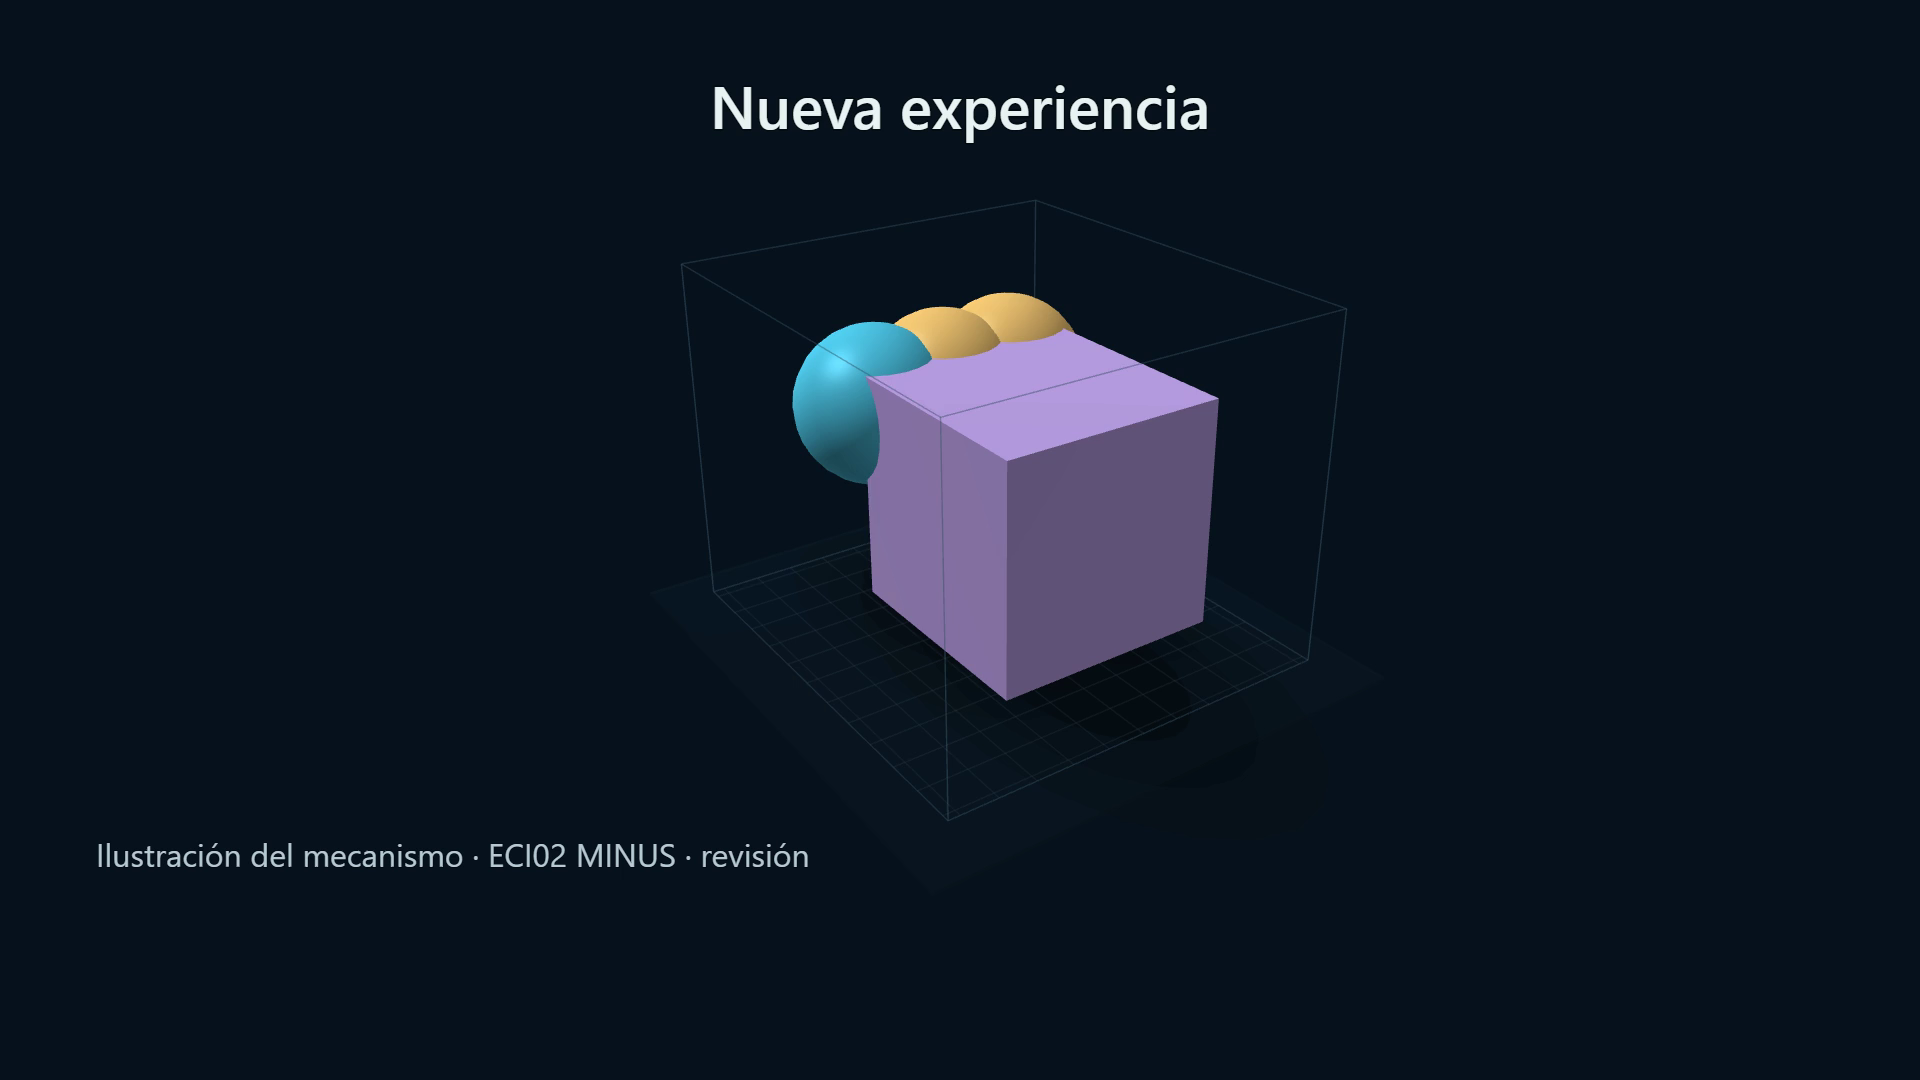 Nueva experiencia
Ilustración del mecanismo · ECI02 MINUS · revisión